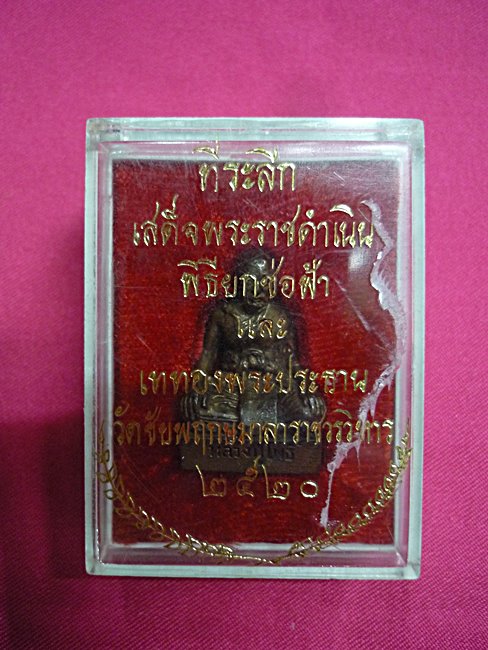 ที่ระลึก
เสด็จพระราชดำเนิน
พิธียกช่อฟ้า
และ
เททองพระประธาน
วัดชัยพฤกษมาลาราชวรวิหาร
๒๕๒๐